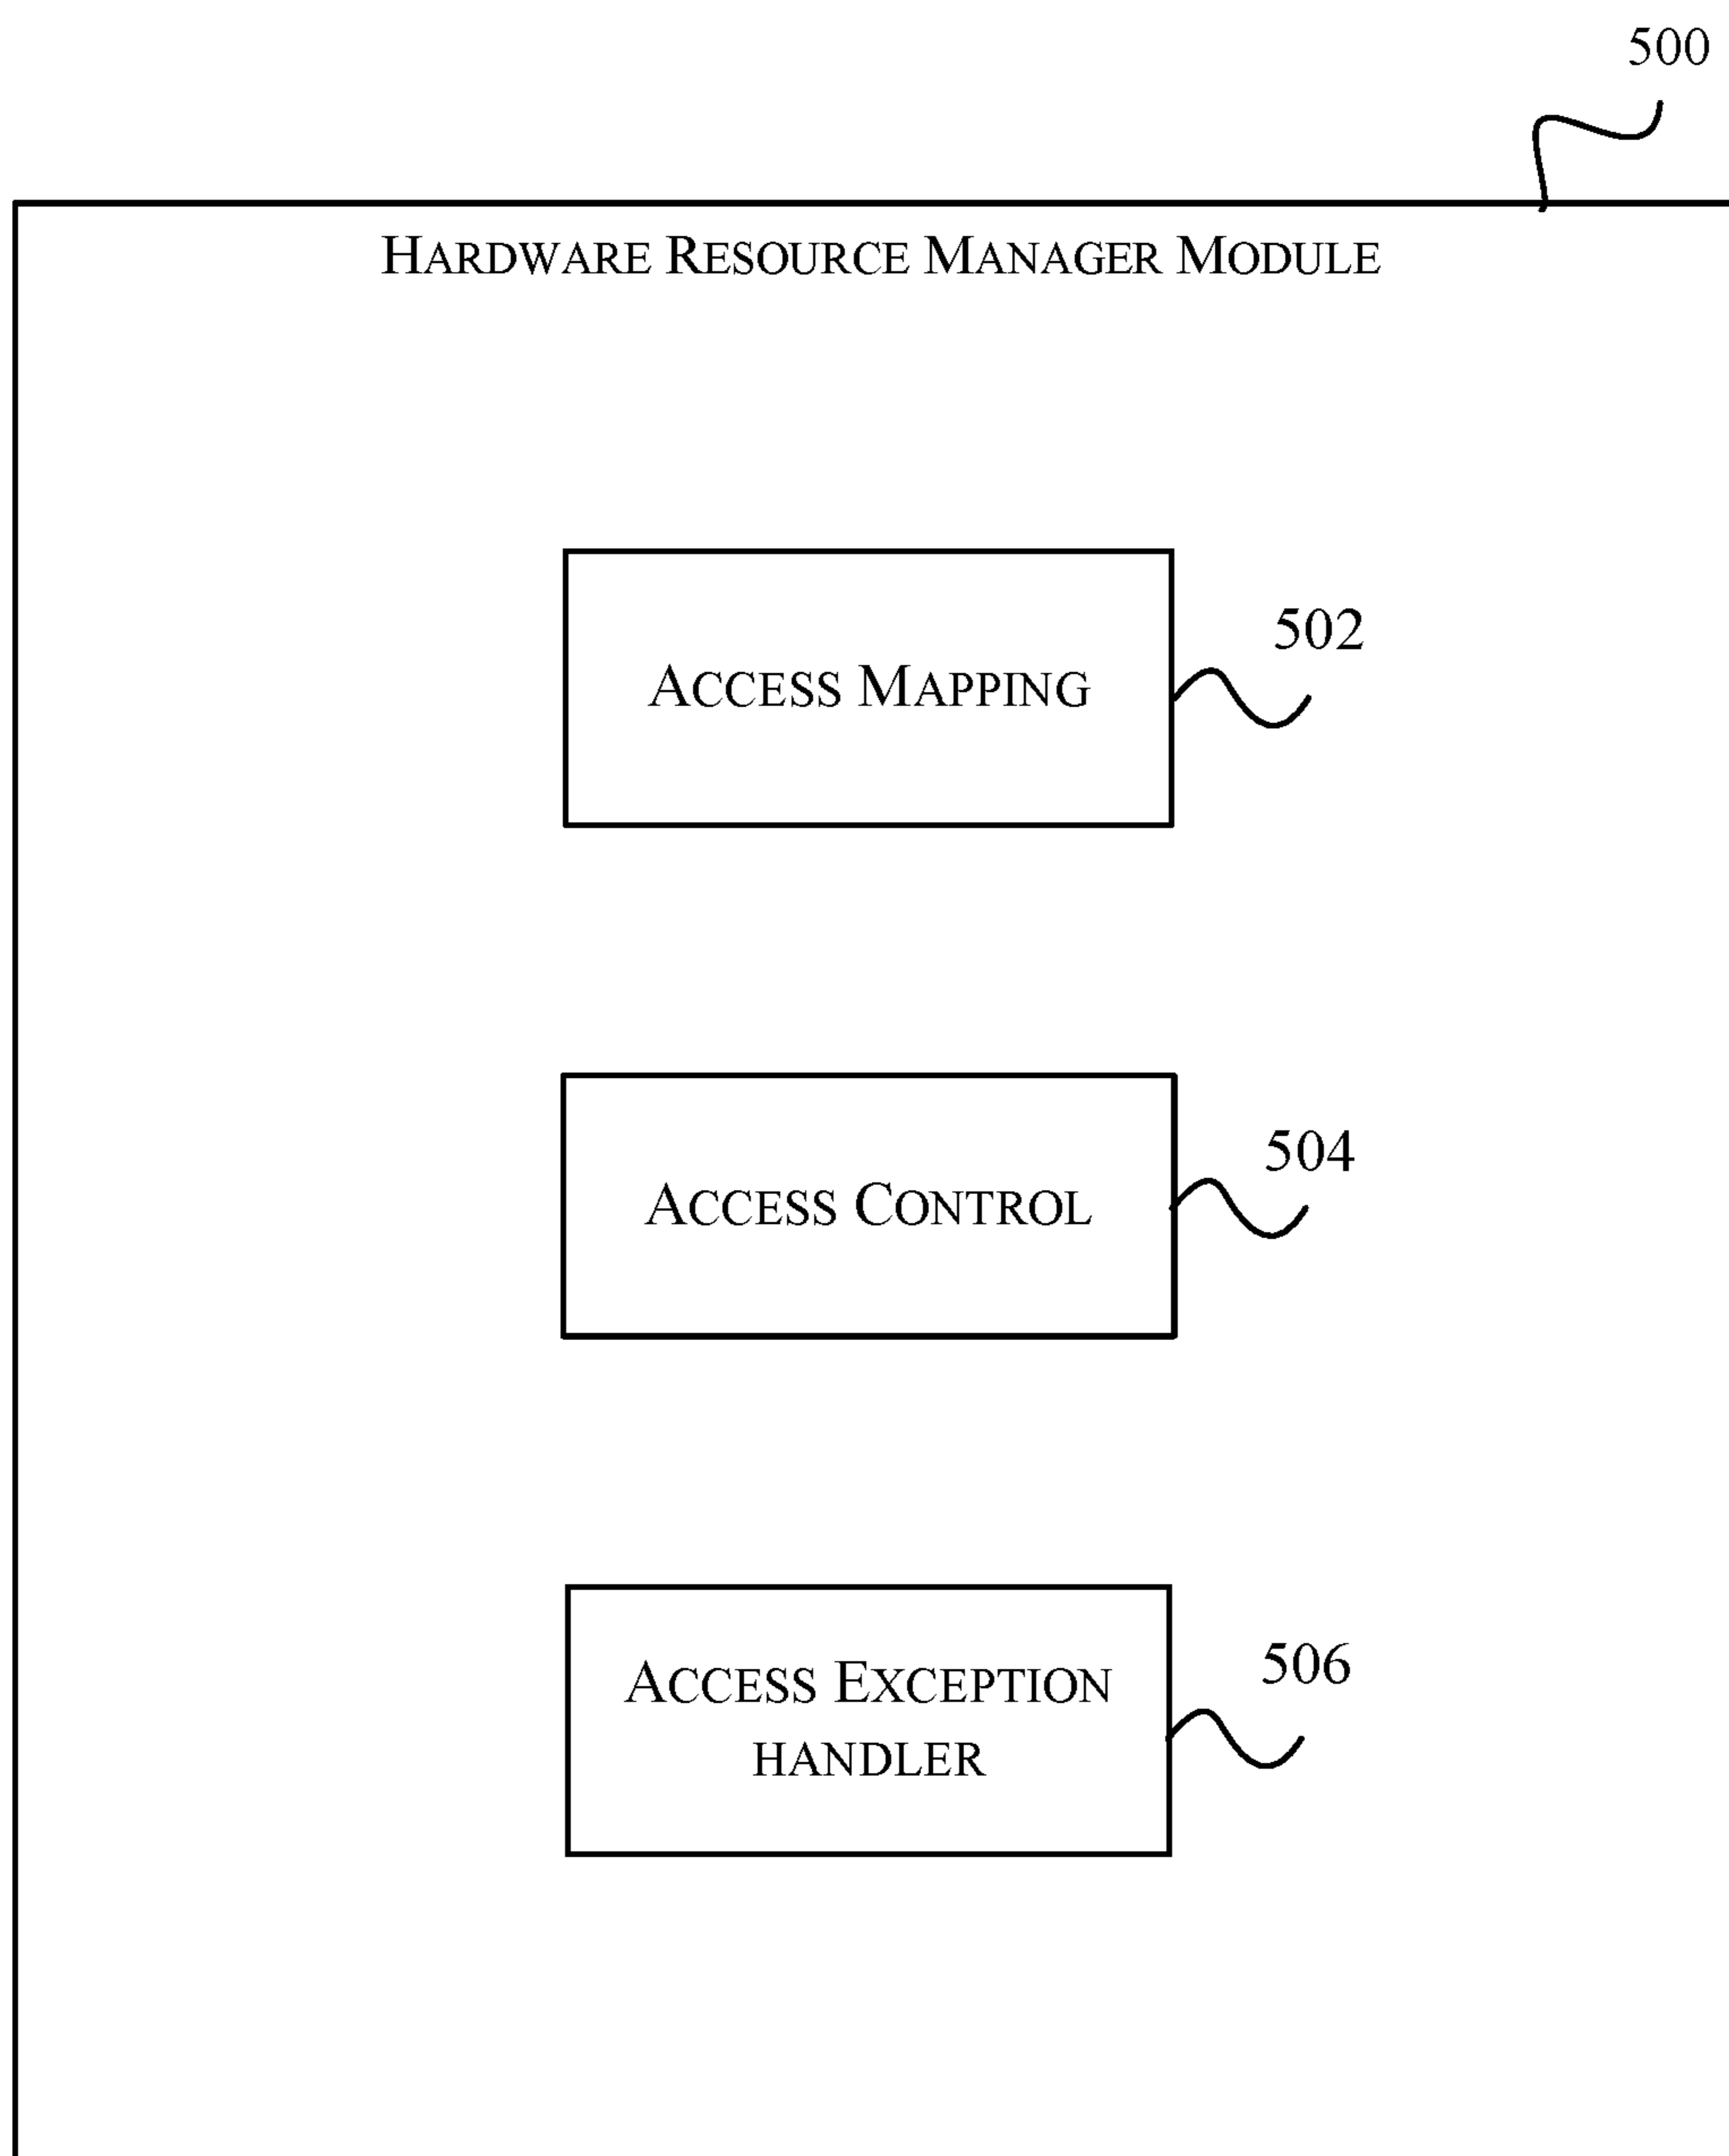 500
HARDWARE RESOURCE MANAGER MODULE
502
ACCESS MAPPING
504
ACCESS CONTROL
506
ACCESS EXCEPTION
HANDLER